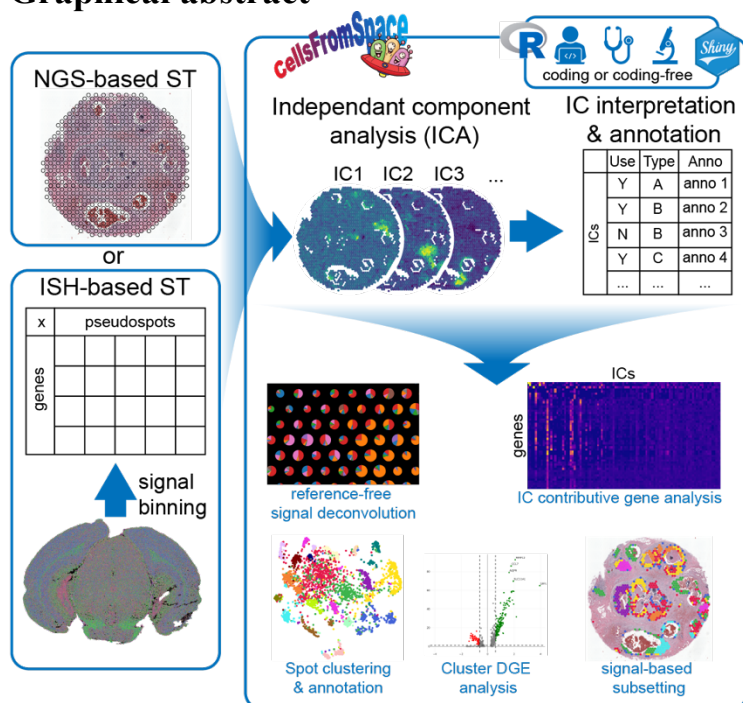 Graphical abstract
NGS-based ST
or
ISH-based ST
x pseudospots
genes
signal
binning
cellsFromSpace
R
Shiny
coding or coding-free
Independant component
analysis (ICA)
IC1 IC2 IC3 ...
IC interpretation
& annotation
Use Type Anno
ICs
Y A anno 1
Y B anno 2
N B anno 3
Y C anno 4
... ... ...
reference-free
signal deconvolution
ICs
genes
IC contributive gene analysis
Spot clustering
& annotation
Cluster DGE
analysis
signal-based
subsetting